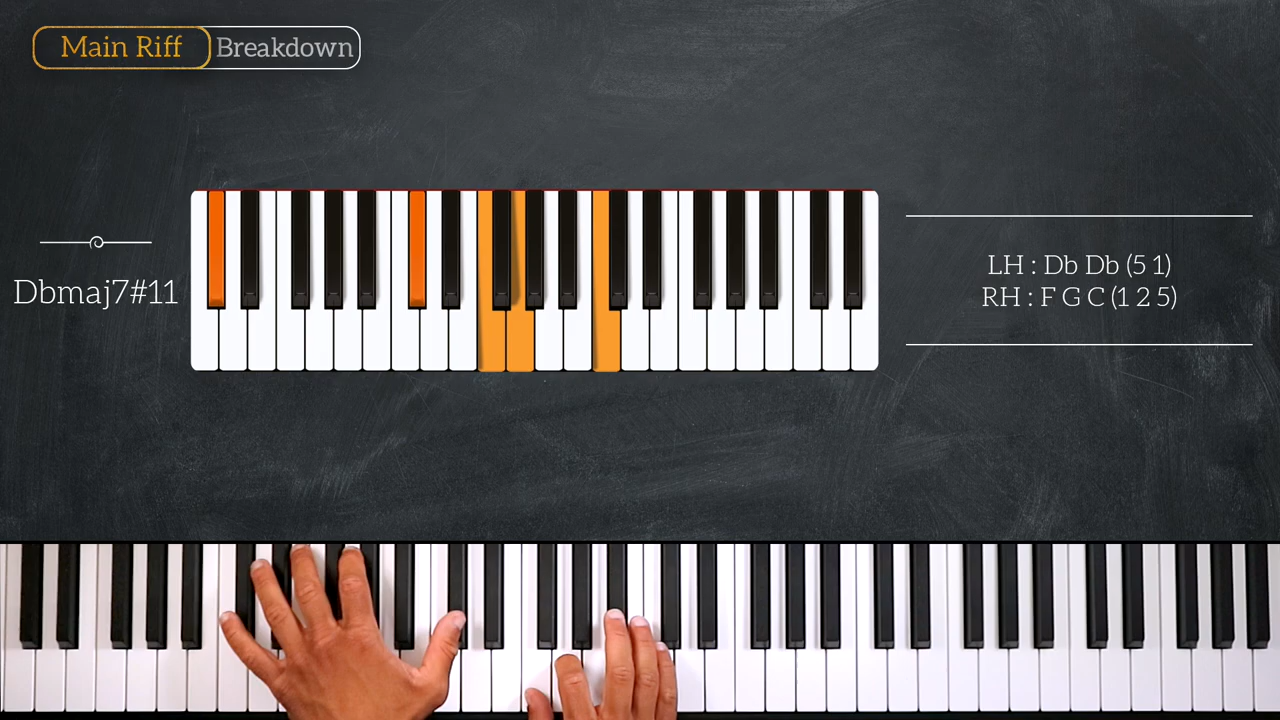 Main Riff Breakdown
Dbmaj7#11
LH : Db Db (5 1)
RH : F G C (1 2 5)